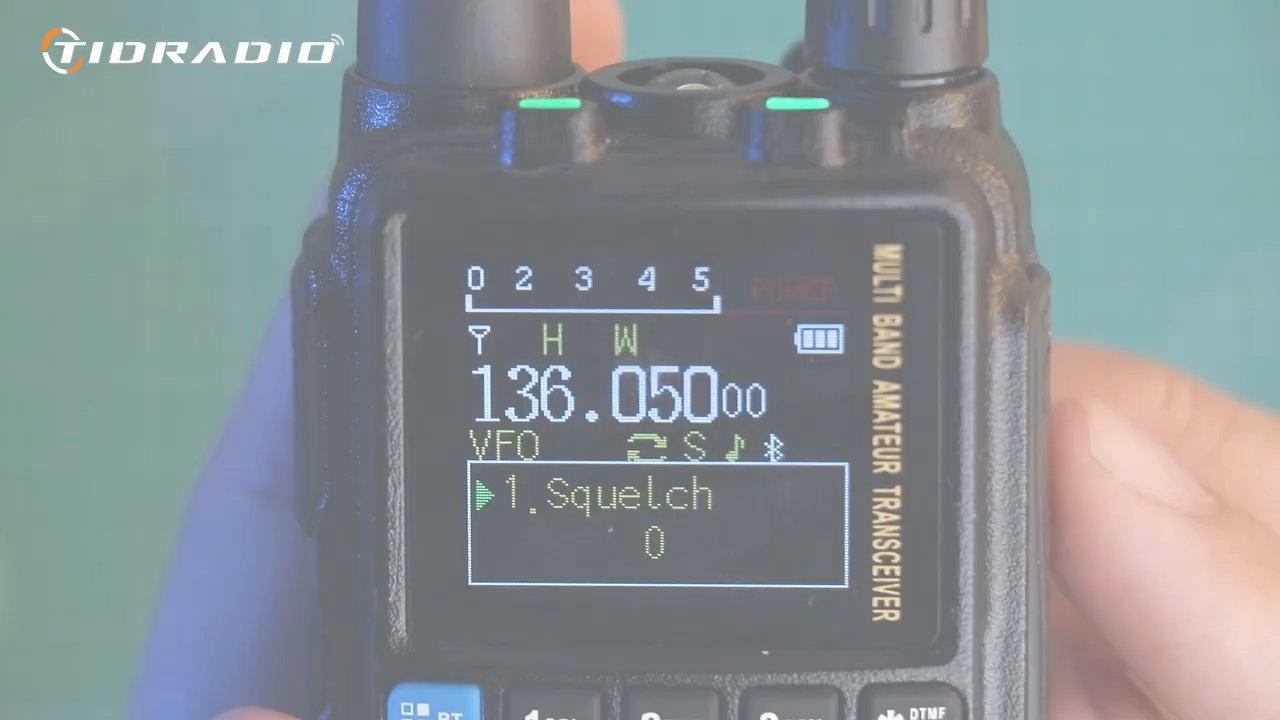 TIDRADIO
0 2 3 4 5 POWER
H W
136.05000
VFO S
1.Squelch
0
MULTI BAND AMATEUR TRANSCEIVER
DTMF